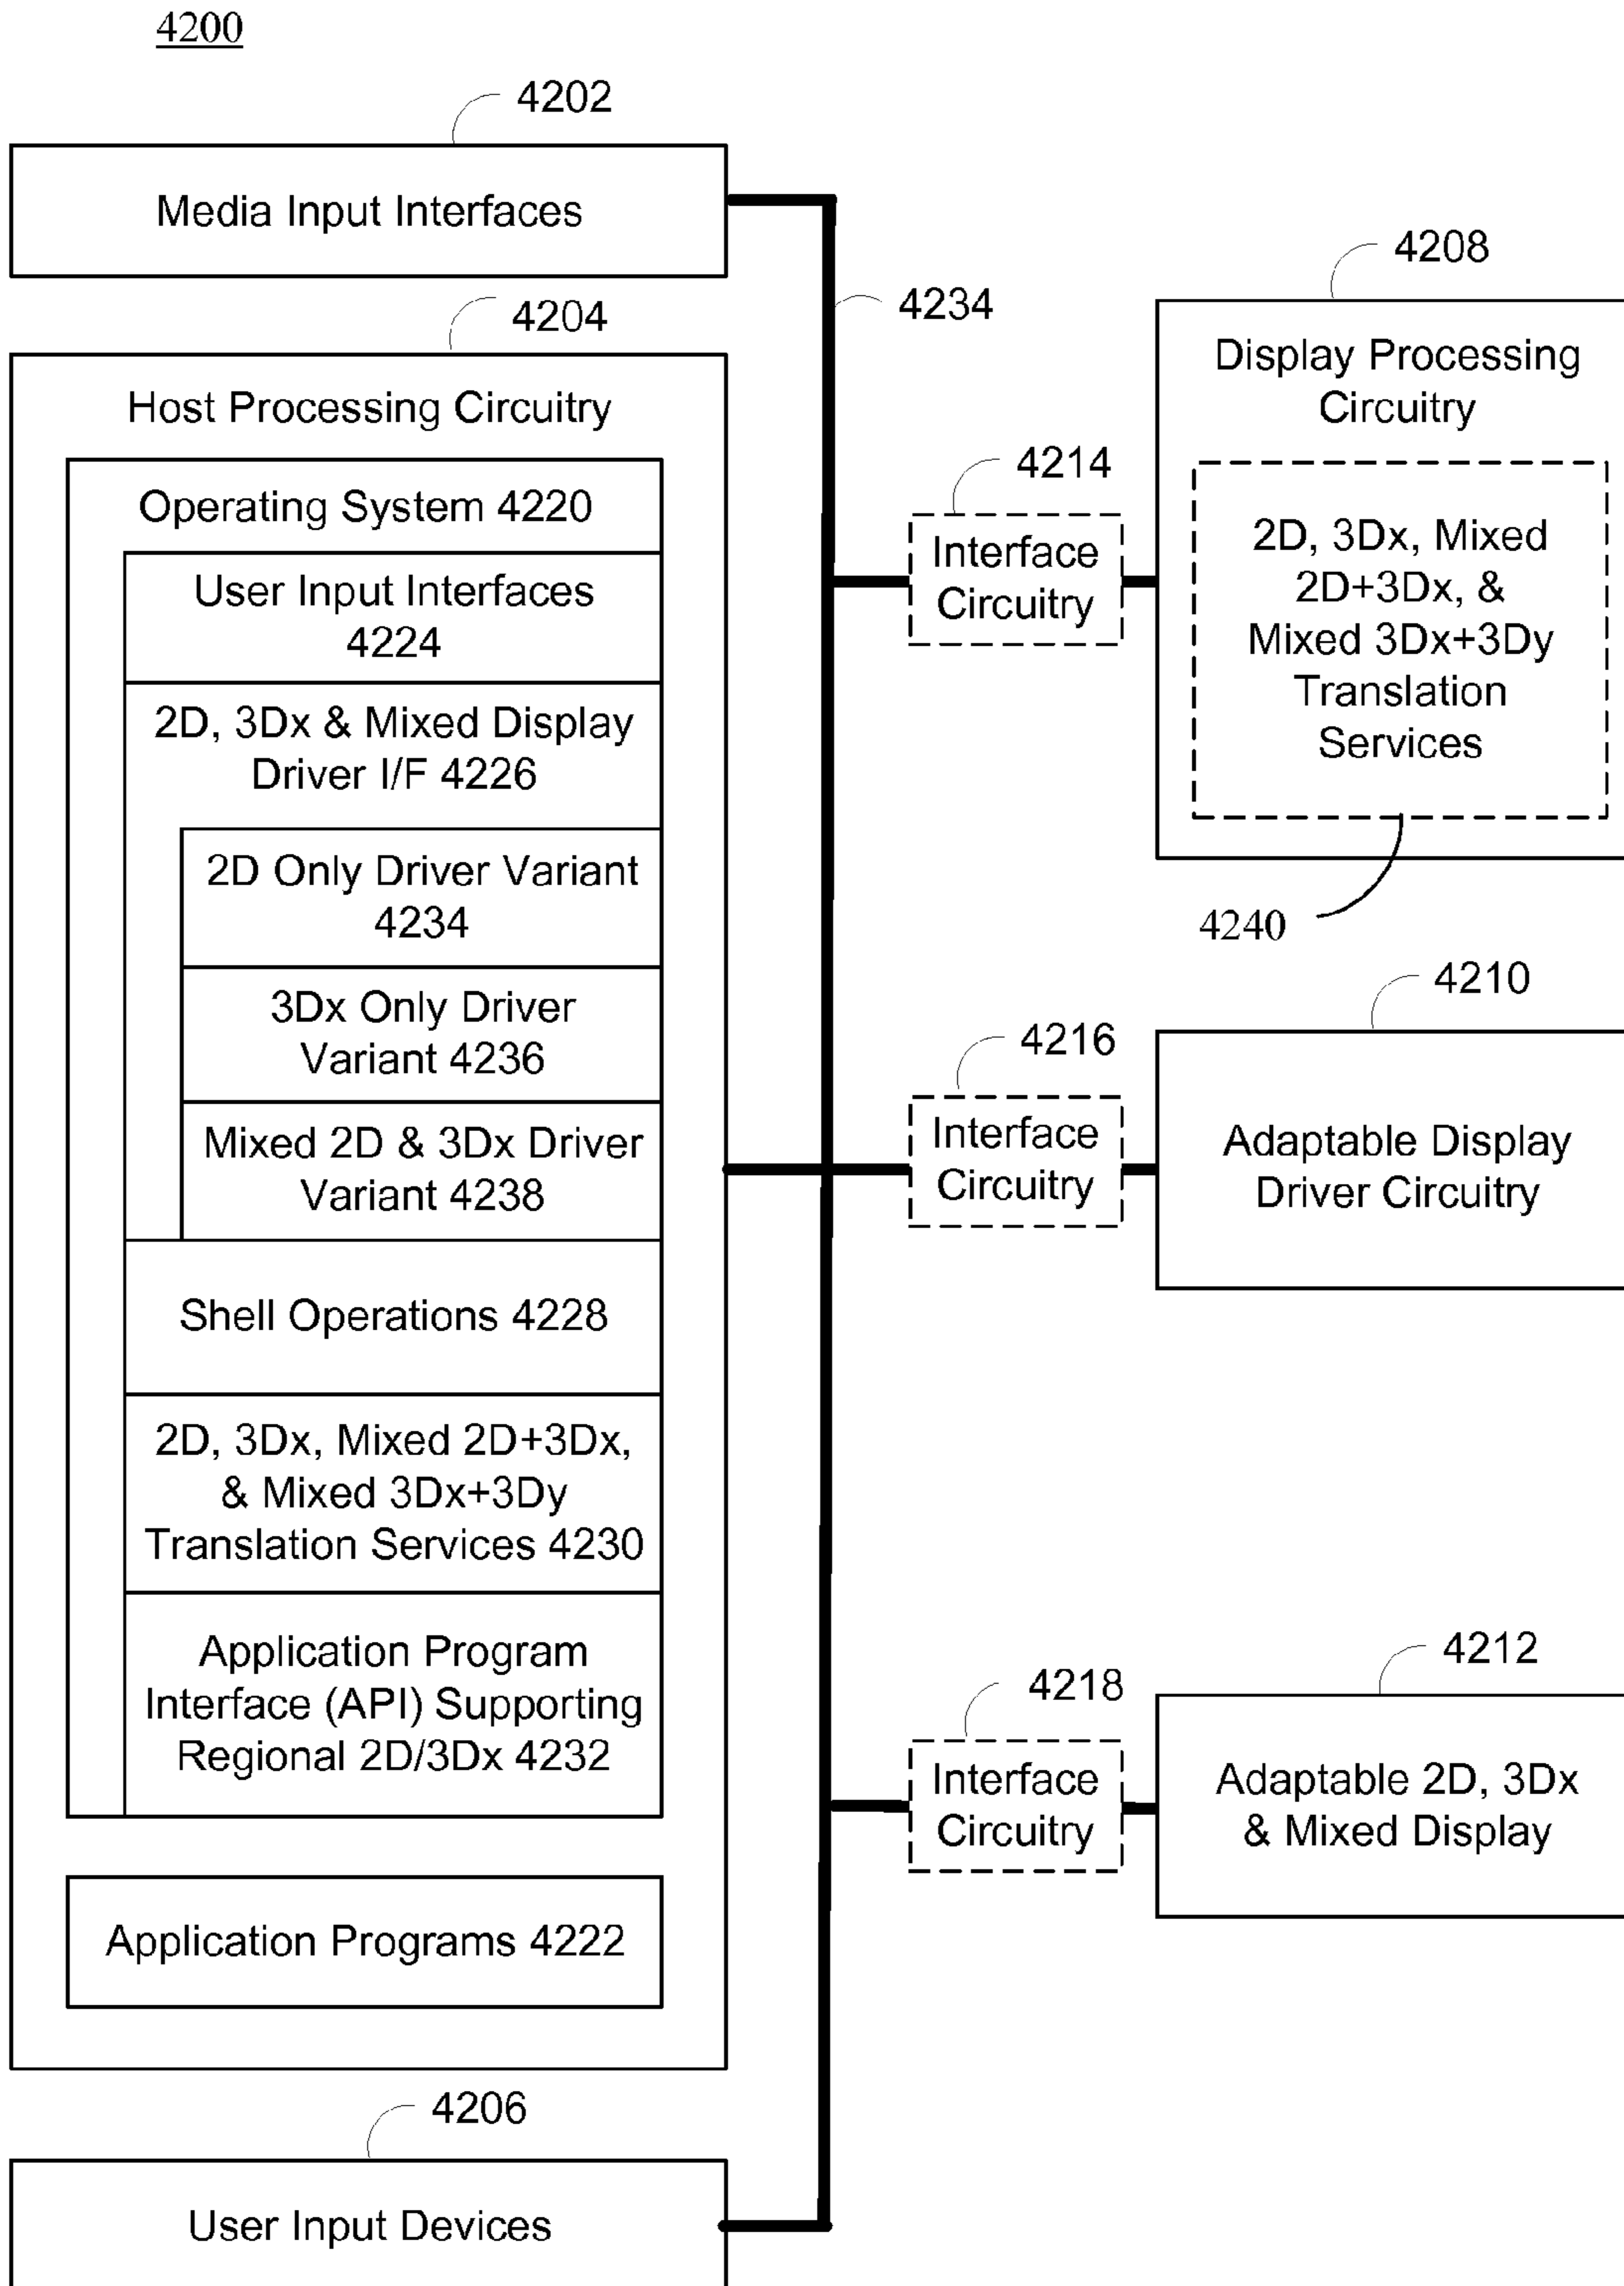 4200
4202
Media Input Interfaces
4204
Host Processing Circuitry
Operating System 4220
User Input Interfaces
4224
2D, 3Dx & Mixed Display
Driver I/F 4226
2D Only Driver Variant
4234
3Dx Only Driver
Variant 4236
Mixed 2D & 3Dx Driver
Variant 4238
Shell Operations 4228
2D, 3Dx, Mixed 2D+3Dx,
& Mixed 3Dx+3Dy
Translation Services 4230
Application Program
Interface (API) Supporting
Regional 2D/3Dx 4232
Application Programs 4222
4206
User Input Devices
4234
4214
Interface
Circuitry
4208
Display Processing
Circuitry
2D, 3Dx, Mixed
2D+3Dx, &
Mixed 3Dx+3Dy
Translation
Services
4240
4216
Interface
Circuitry
4210
Adaptable Display
Driver Circuitry
4218
Interface
Circuitry
4212
Adaptable 2D, 3Dx
& Mixed Display